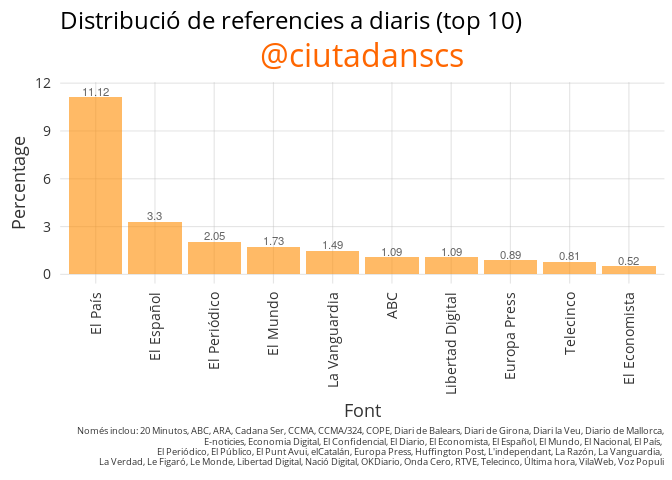 Distribució de referencies a diaris (top 10)
@ciutadanscs
12
9
6
3
0
Percentage
11.12
3.3
2.05
1.73
1.49
1.09
1.09
0.89
0.81
0.52
El País
El Español
El Periódico
El Mundo
La Vanguardia
ABC
Libertad Digital
Europa Press
Telecinco
El Economista
Font
Només inclou: 20 Minutos, ABC, ARA, Cadana Ser, CCMA, CCMA/324, COPE, Diari de Balears, Diari de Girona, Diari la Veu, Diario de Mallorca,
E-noticies, Economia Digital, El Confidencial, El Diario, El Economista, El Español, El Mundo, El Nacional, El País,
El Periódico, El Público, El Punt Avui, elCatalán, Europa Press, Huffington Post, L'independant, La Razón, La Vanguardia,
La Verdad, Le Figaró, Le Monde, Libertad Digital, Nació Digital, OKDiario, Onda Cero, RTVE, Telecinco, Última hora, VilaWeb, Voz Populi